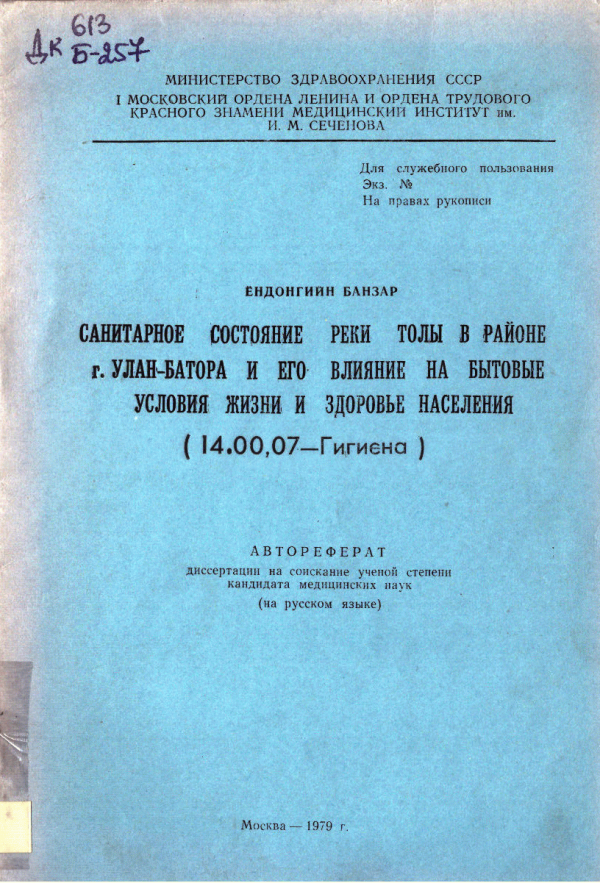 ДК 613
Б-257
МИНИСТЕРСТВО ЗДРАВООХРАНЕНИЯ СССР
I МОСКОВСКИЙ ОРДЕНА ЛЕНИНА И ОРДЕНА ТРУДОВОГО
КРАСНОГО ЗНАМЕНИ МЕДИЦИНСКИЙ ИНСТИТУТ им.
И. М. СЕЧЕНОВА
Для служебного пользования
Экз. №
На правах рукописи
ЕНДОНГИЙН БАНЗАР
САНИТАРНОЕ СОСТОЯНИЕ РЕКИ ТОЛЫ В РАЙОНЕ
г. УЛАН-БАТОРА И ЕГО ВЛИЯНИЕ НА БЫТОВЫЕ
УСЛОВИЯ ЖИЗНИ И ЗДОРОВЬЕ НАСЕЛЕНИЯ
(14.00,07—Гигиена)
АВТОРЕФЕРАТ
диссертации на соискание ученой степени
кандидата медицинских наук
(на русском языке)
Москва — 1979 г.